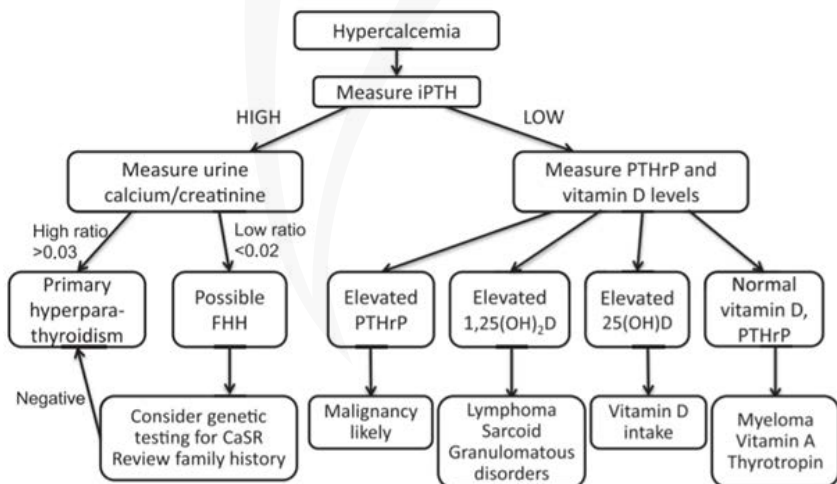 Hypercalcemia
Measure iPTH
HIGH
LOW
Measure urine
calcium/creatinine
Measure PTHrP and
vitamin D levels
High ratio
>0.03
Low ratio
<0.02
Primary
hyperpara-
thyroidism
Possible
FHH
Elevated
PTHrP
Elevated
1,25(OH)₂D
Elevated
25(OH)D
Normal
vitamin D,
PTHrP
Negative
Consider genetic
testing for CaSR
Review family history
Malignancy
likely
Lymphoma
Sarcoid
Granulomatous
disorders
Vitamin D
intake
Myeloma
Vitamin A
Thyrotropin